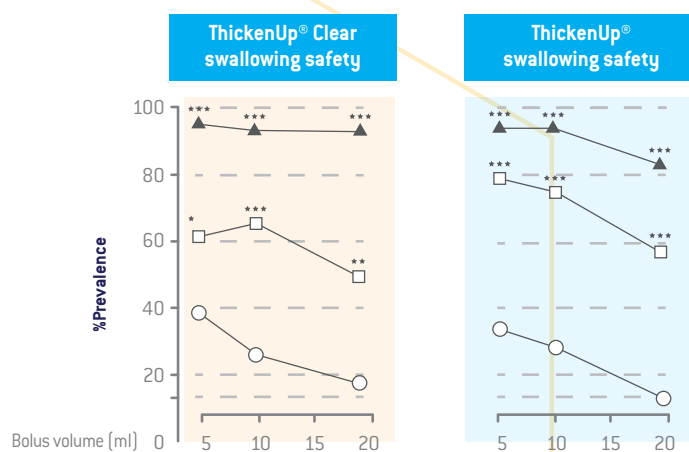 ThickenUp® Clear
swallowing safety
ThickenUp®
swallowing safety
%Prevalence
100
80
60
40
20
0
***
***
***
*
***
**
***
***
***
***
***
***
Bolus volume (ml)
5 10 15 20
5 10 15 20